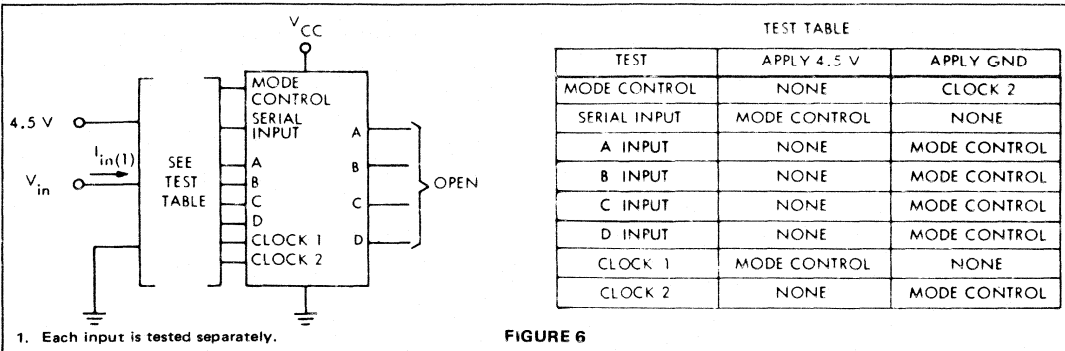 V CC
MODE
CONTROL
SERIAL
INPUT
4.5 V
I in(1)
V in
SEE
TEST
TABLE
A
B
C
D
CLOCK 1
CLOCK 2
A
B
C
D
OPEN
1. Each input is tested separately.
TEST TABLE
TEST APPLY 4.5 V APPLY GND
MODE CONTROL NONE CLOCK 2
SERIAL INPUT MODE CONTROL NONE
A INPUT NONE MODE CONTROL
B INPUT NONE MODE CONTROL
C INPUT NONE MODE CONTROL
D INPUT NONE MODE CONTROL
CLOCK 1 MODE CONTROL NONE
CLOCK 2 NONE MODE CONTROL
FIGURE 6